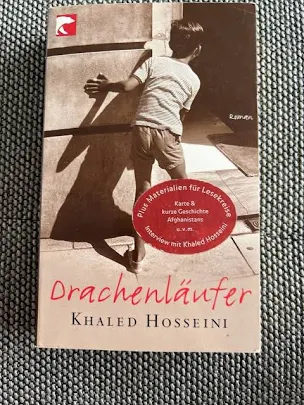 Roman
Plus Materialien für Lesekreise
Karte &
kurze Geschichte
Afghanistans
u.v.m.
Interview mit Khaled Hosseini
Drachenläufer
KHALED HOSSEINI